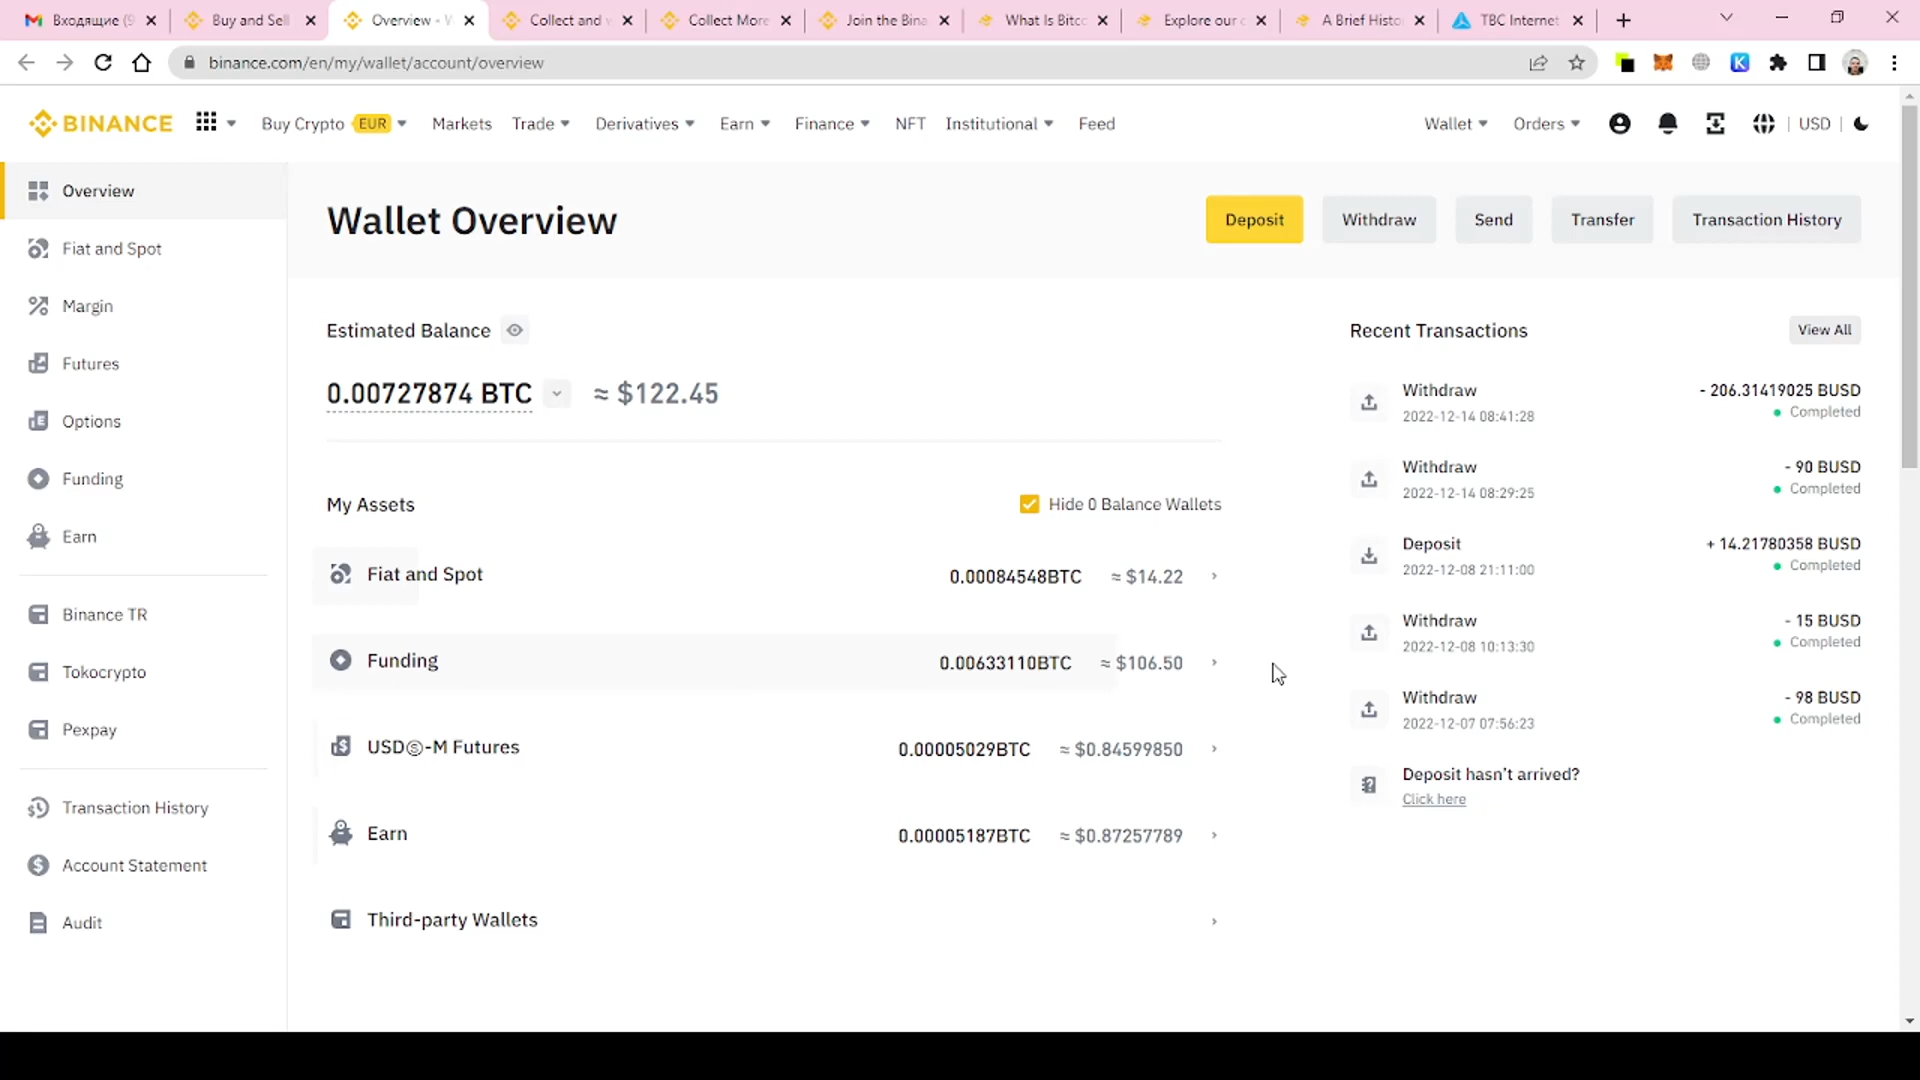 Входящие (9
Buy and Sell
Overview - W
Collect and w
Collect More
Join the Bina
What Is Bitco
Explore our c
A Brief Histo
TBC Internet
binance.com/en/my/wallet/account/overview
BINANCE
Buy Crypto EUR
Markets
Trade
Derivatives
Earn
Finance
NFT
Institutional
Feed
Wallet
Orders
USD
Overview
Fiat and Spot
Margin
Futures
Options
Funding
Earn
Binance TR
Tokocrypto
Pexpay
Transaction History
Account Statement
Audit
Wallet Overview
Deposit
Withdraw
Send
Transfer
Transaction History
Estimated Balance
0.00727874 BTC ≈ $122.45
My Assets
Hide 0 Balance Wallets
Fiat and Spot 0.00084548BTC ≈ $14.22
Funding 0.00633110BTC ≈ $106.50
USDⓈ-M Futures 0.00005029BTC ≈ $0.84599850
Earn 0.00005187BTC ≈ $0.87257789
Third-party Wallets
Recent Transactions
View All
Withdraw - 206.31419025 BUSD
2022-12-14 08:41:28 Completed
Withdraw - 90 BUSD
2022-12-14 08:29:25 Completed
Deposit + 14.21780358 BUSD
2022-12-08 21:11:00 Completed
Withdraw - 15 BUSD
2022-12-08 10:13:30 Completed
Withdraw - 98 BUSD
2022-12-07 07:56:23 Completed
Deposit hasn't arrived?
Click here